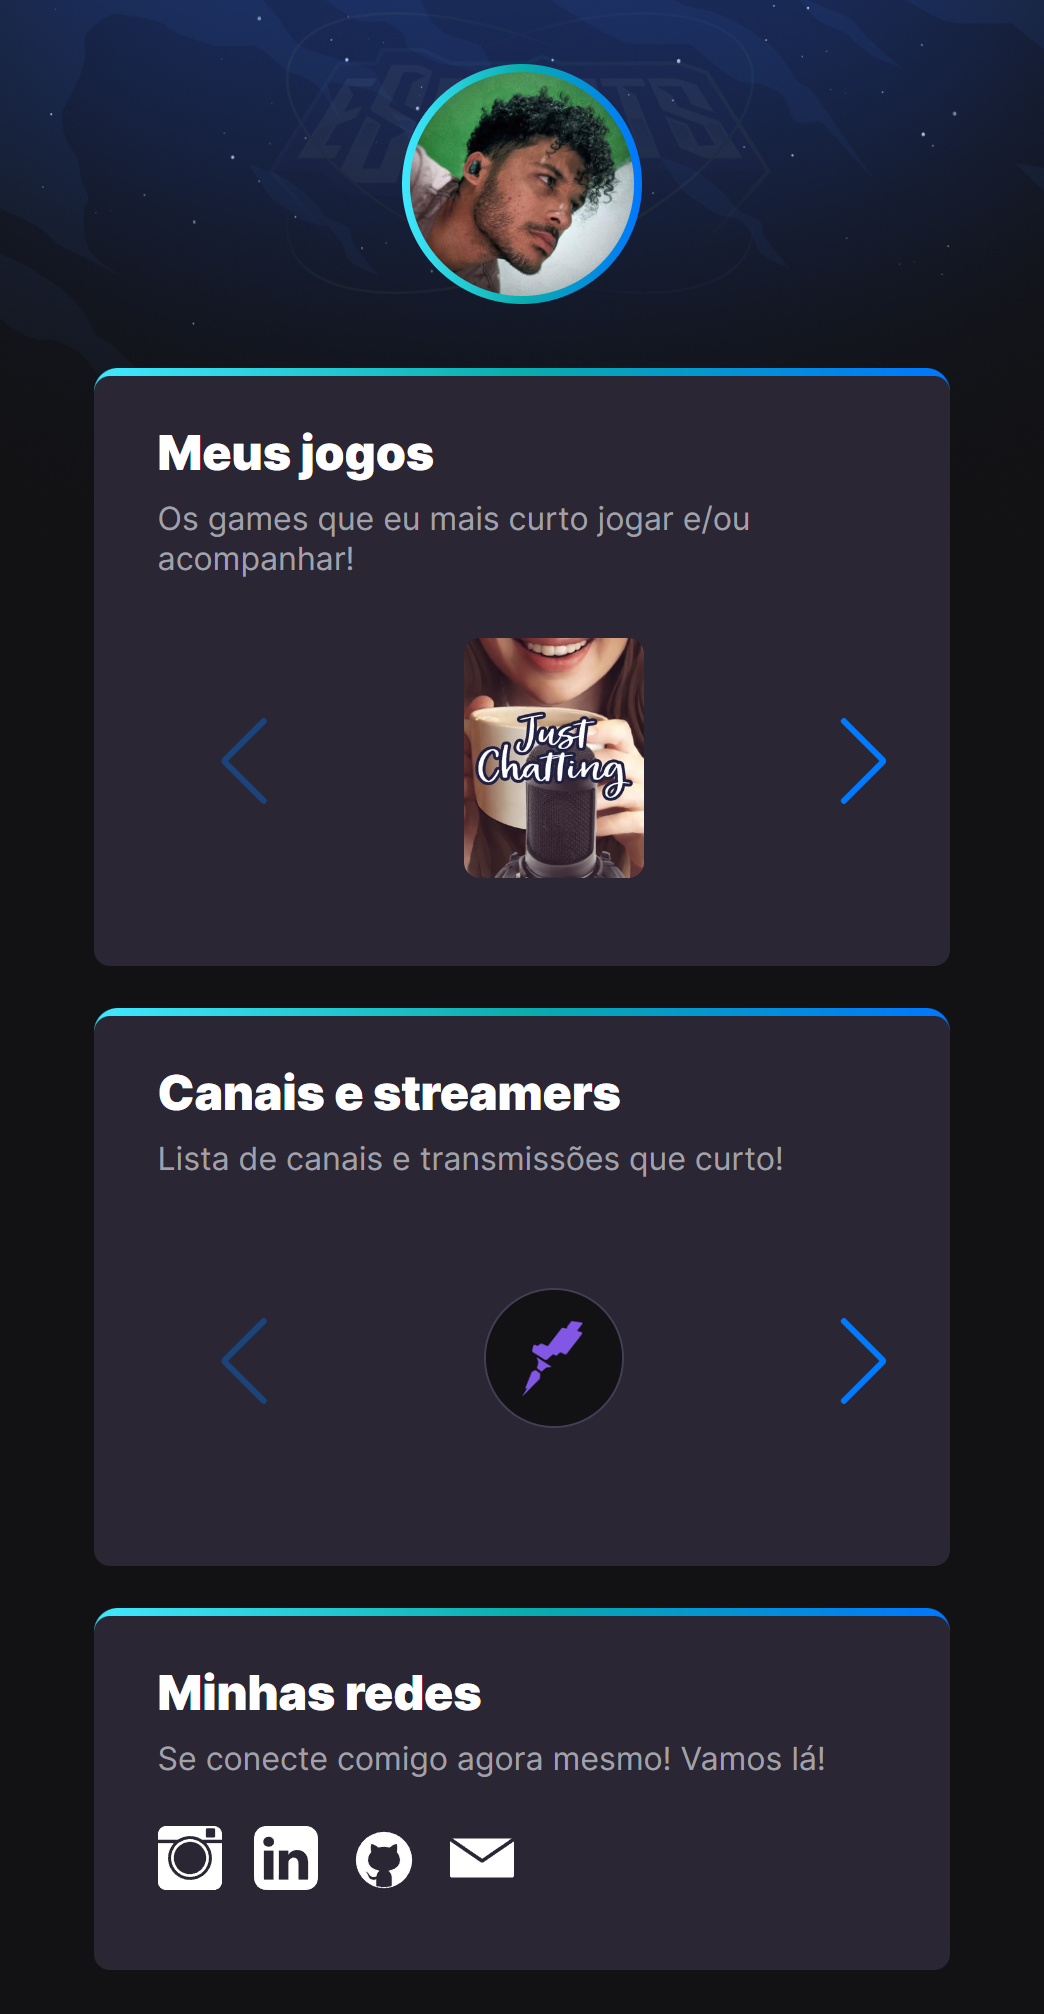 Meus jogos
Os games que eu mais curto jogar e/ou
acompanhar!
Just
Chatting
Canais e streamers
Lista de canais e transmissões que curto!
Minhas redes
Se conecte comigo agora mesmo! Vamos lá!
in